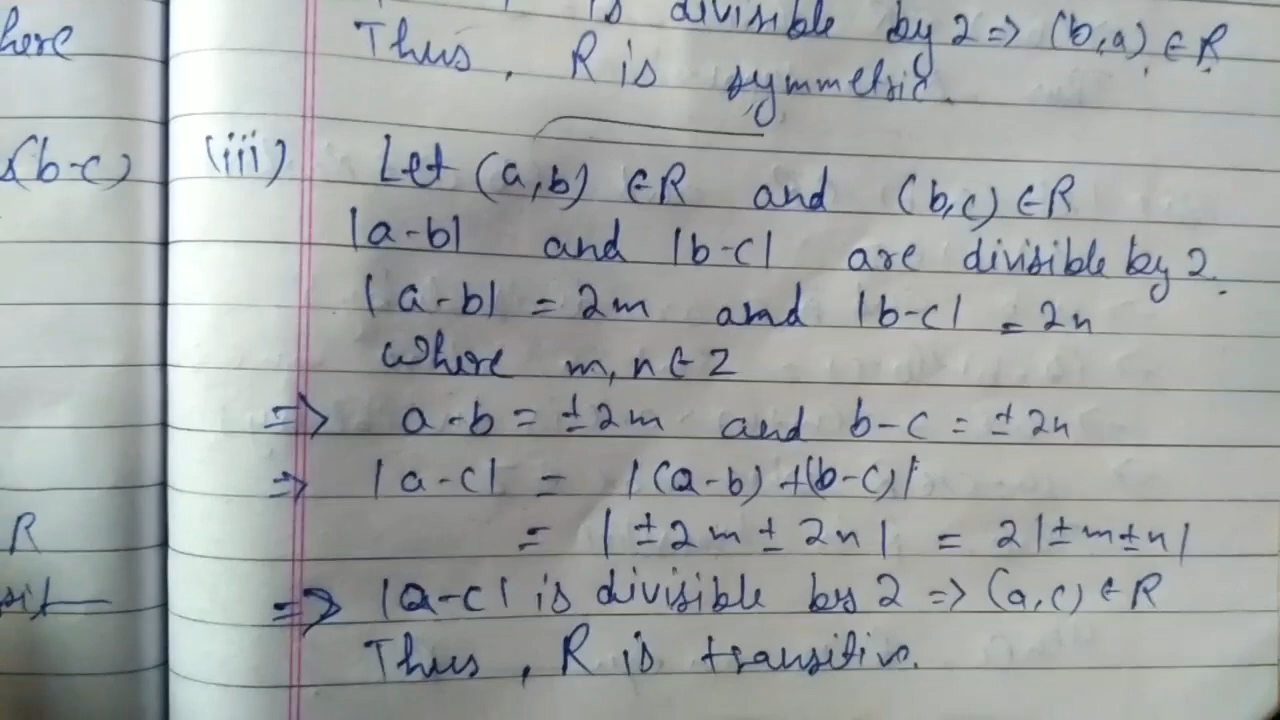 here
(b-c)
R
is divisible by 2 => (b,a) ∈ R
Thus, R is symmetric.
(iii) Let (a,b) ∈ R and (b,c) ∈ R
|a-b| and |b-c| are divisible by 2.
|a-b| = 2m and |b-c| = 2n
where m, n ∈ Z
=> a-b = ±2m and b-c = ±2n
=> |a-c| = |(a-b)+(b-c)|
= |±2m±2n| = 2|±m±n|
=> |a-c| is divisible by 2 => (a,c) ∈ R
Thus, R is transitive.